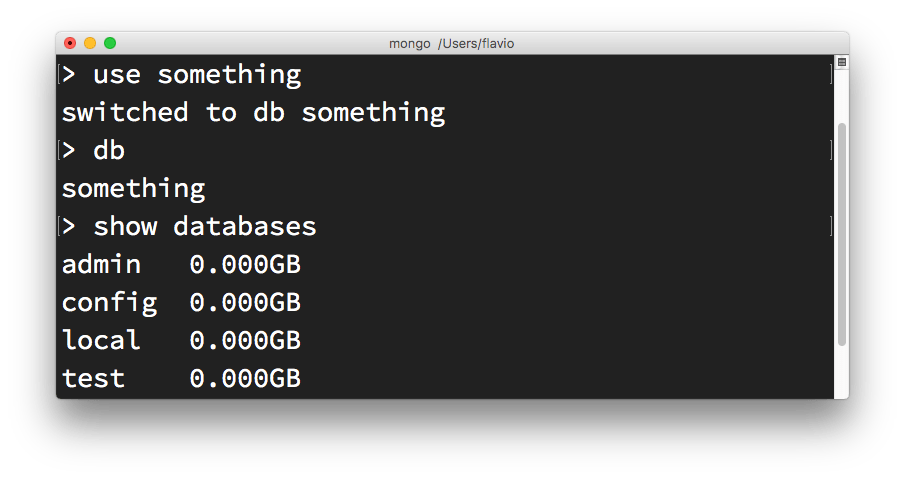 mongo /Users/flavio
[> use something ]
switched to db something
[> db ]
something
[> show databases ]
admin   0.000GB
config  0.000GB
local   0.000GB
test    0.000GB